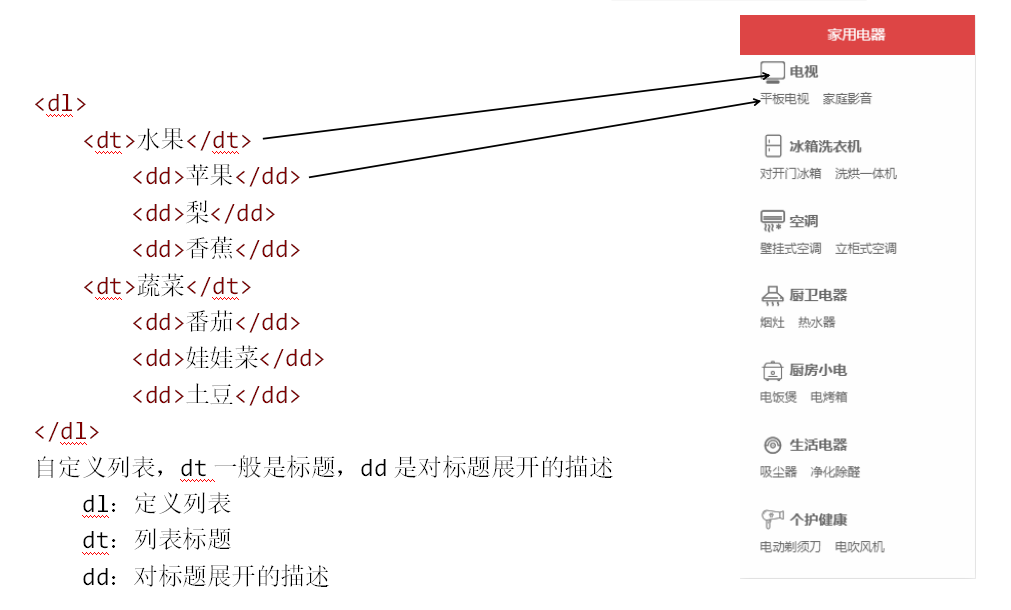 <dl>
<dt>水果</dt>
<dd>苹果</dd>
<dd>梨</dd>
<dd>香蕉</dd>
<dt>蔬菜</dt>
<dd>番茄</dd>
<dd>娃娃菜</dd>
<dd>土豆</dd>
</dl>
自定义列表，dt 一般是标题，dd 是对标题展开的描述
dl：定义列表
dt：列表标题
dd：对标题展开的描述
家用电器
电视
平板电视 家庭影音
冰箱洗衣机
对开门冰箱 洗烘一体机
空调
壁挂式空调 立柜式空调
厨卫电器
烟灶 热水器
厨房小电
电饭煲 电烤箱
生活电器
吸尘器 净化除醛
个护健康
电动剃须刀 电吹风机